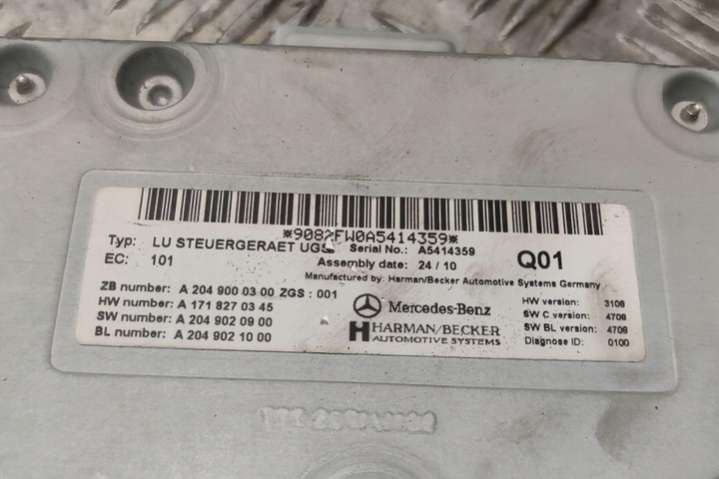 *9082FW0A5414359*
Typ: LU STEUERGERAET Serial No.: A5414359
EC: 101 Assembly date: 24 / 10 Q01
Manufactured by: Harman/Becker Automotive Systems Germany
ZB number: A 204 900 03 00 ZGS : 001
HW number: A 171 827 03 45
SW number: A 204 902 09 00
BL number: A 204 902 10 00
Mercedes-Benz
HARMAN/BECKER
AUTOMOTIVE SYSTEMS
HW version: 3106
SW C version: 4708
SW BL version: 4708
Diagnose ID: 0100